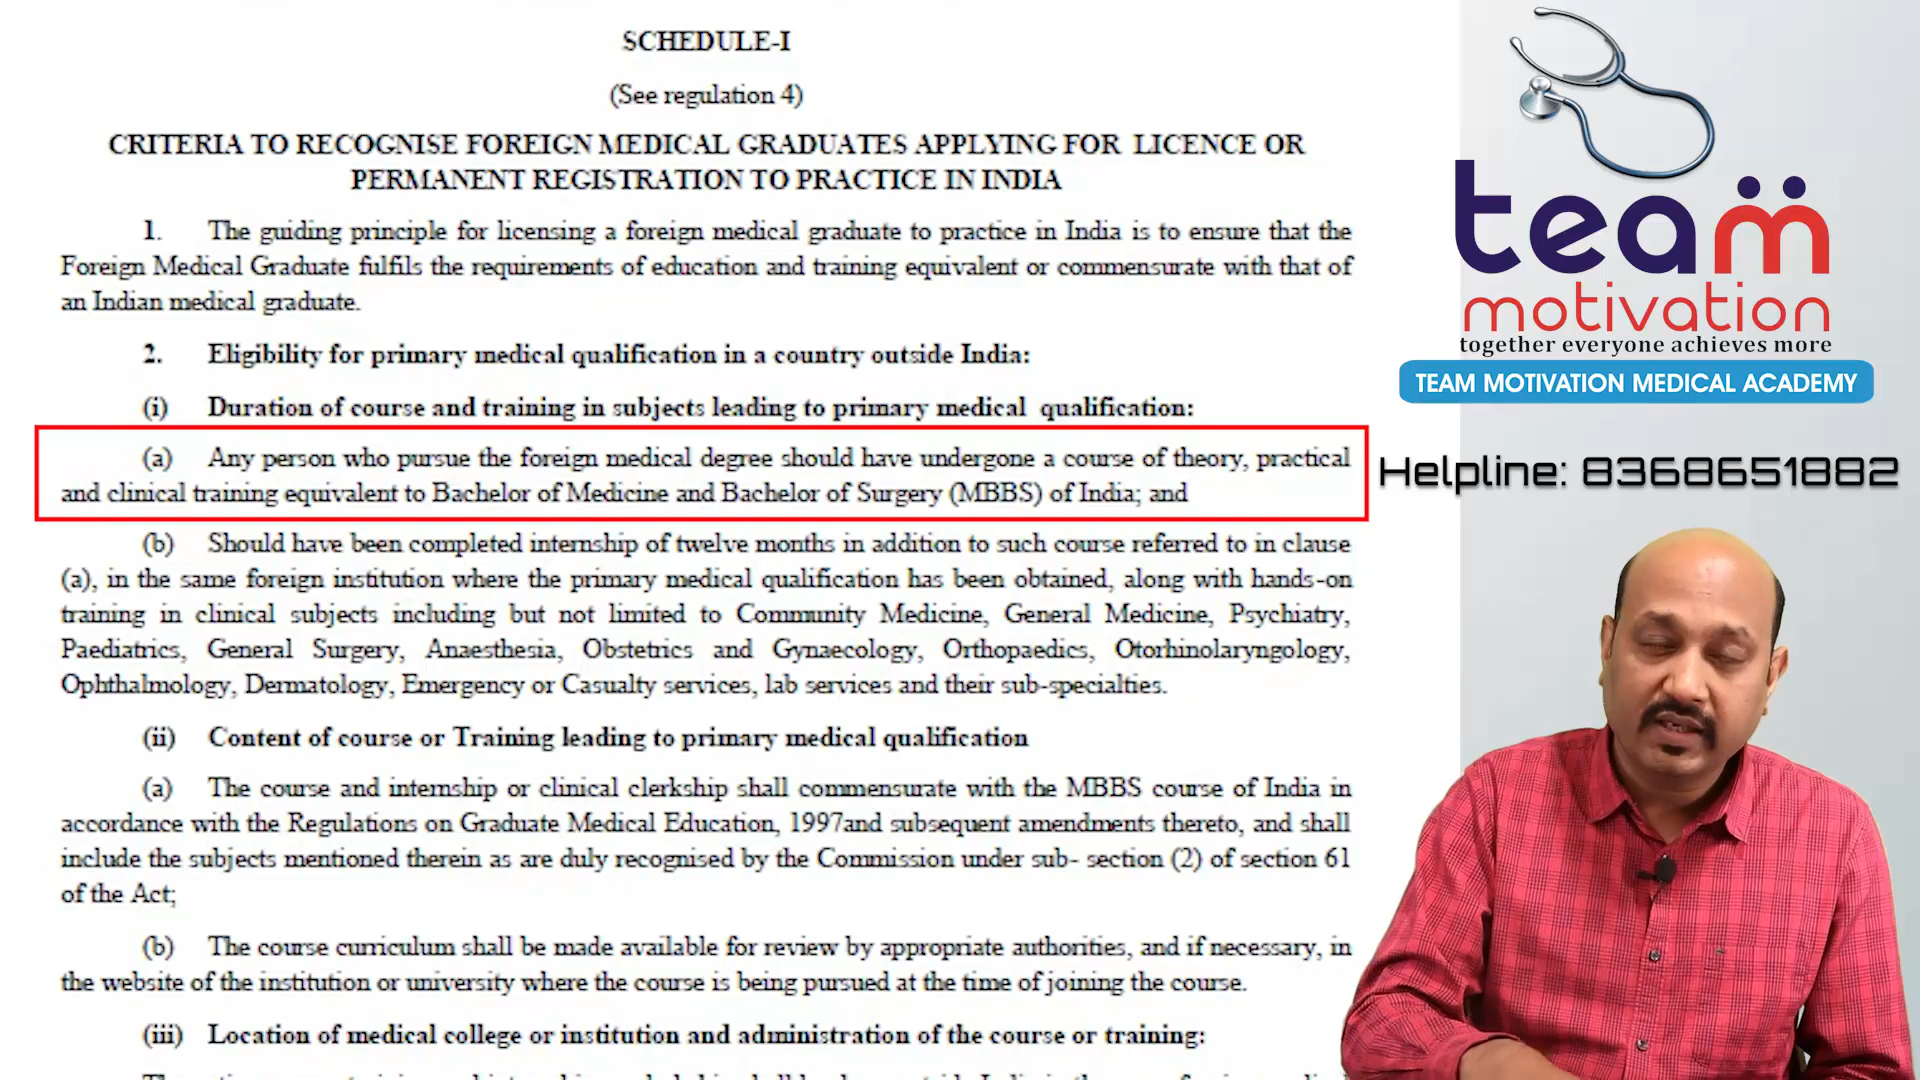 SCHEDULE-I
(See regulation 4)
CRITERIA TO RECOGNISE FOREIGN MEDICAL GRADUATES APPLYING FOR LICENCE OR
PERMANENT REGISTRATION TO PRACTICE IN INDIA
1. The guiding principle for licensing a foreign medical graduate to practice in India is to ensure that the
Foreign Medical Graduate fulfils the requirements of education and training equivalent or commensurate with that of
an Indian medical graduate.
2. Eligibility for primary medical qualification in a country outside India:
(i) Duration of course and training in subjects leading to primary medical qualification:
(a) Any person who pursue the foreign medical degree should have undergone a course of theory, practical
and clinical training equivalent to Bachelor of Medicine and Bachelor of Surgery (MBBS) of India; and
(b) Should have been completed internship of twelve months in addition to such course referred to in clause
(a), in the same foreign institution where the primary medical qualification has been obtained, along with hands-on
training in clinical subjects including but not limited to Community Medicine, General Medicine, Psychiatry,
Paediatrics, General Surgery, Anaesthesia, Obstetrics and Gynaecology, Orthopaedics, Otorhinolaryngology,
Ophthalmology, Dermatology, Emergency or Casualty services, lab services and their sub-specialties.
(ii) Content of course or Training leading to primary medical qualification
(a) The course and internship or clinical clerkship shall commensurate with the MBBS course of India in
accordance with the Regulations on Graduate Medical Education, 1997and subsequent amendments thereto, and shall
include the subjects mentioned therein as are duly recognised by the Commission under sub- section (2) of section 61
of the Act;
(b) The course curriculum shall be made available for review by appropriate authorities, and if necessary, in
the website of the institution or university where the course is being pursued at the time of joining the course.
(iii) Location of medical college or institution and administration of the course or training:
team
motivation
together everyone achieves more
TEAM MOTIVATION MEDICAL ACADEMY
Helpline: 8368651882